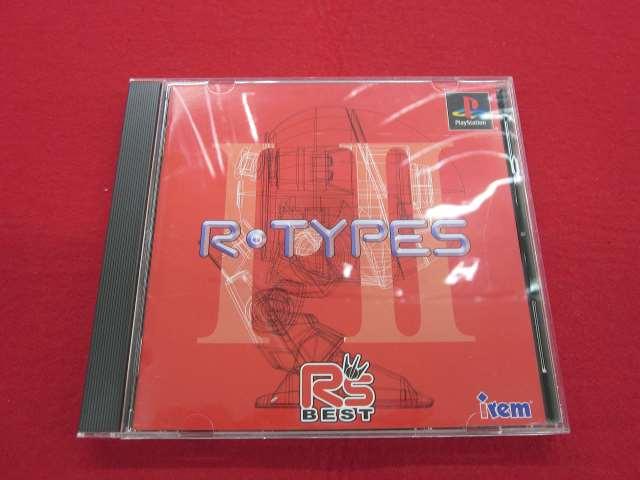 PlayStation
I II
R•TYPES
R's
BEST
irem